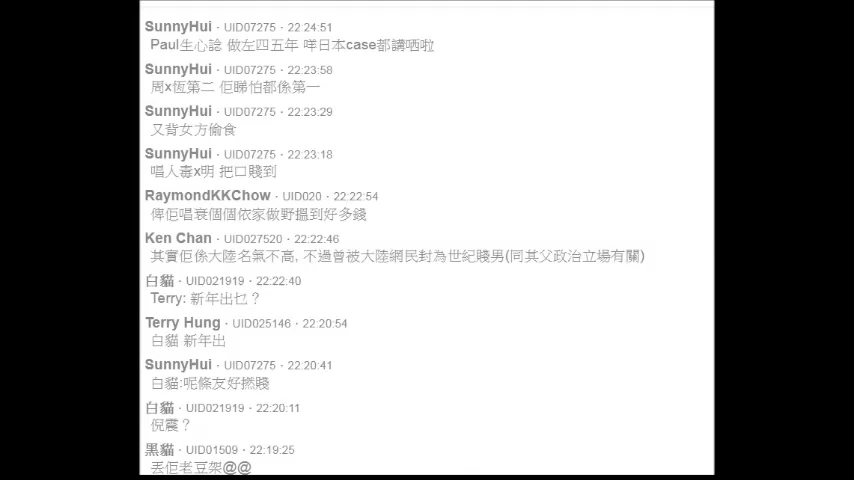 SunnyHui · UID07275 · 22:24:51
Paul生心諗 做左四五年 咩日本case都講哂啦
SunnyHui · UID07275 · 22:23:58
周x恆第二 佢睇怕都係第一
SunnyHui · UID07275 · 22:23:29
又背女方偷食
SunnyHui · UID07275 · 22:23:18
唱人毒x明 把口賤到
RaymondKKChow · UID020 · 22:22:54
俾佢唱衰個個依家做野搵到好多錢
Ken Chan · UID027520 · 22:22:46
其實佢係大陸名氣不高, 不過曾被大陸網民封為世紀賤男(同其父政治立場有關)
白貓 · UID021919 · 22:22:40
Terry: 新年出乜？
Terry Hung · UID025146 · 22:20:54
白貓 新年出
SunnyHui · UID07275 · 22:20:41
白貓:呢條友好撚賤
白貓 · UID021919 · 22:20:11
倪震？
黑貓 · UID01509 · 22:19:25
丟佢老豆架@@